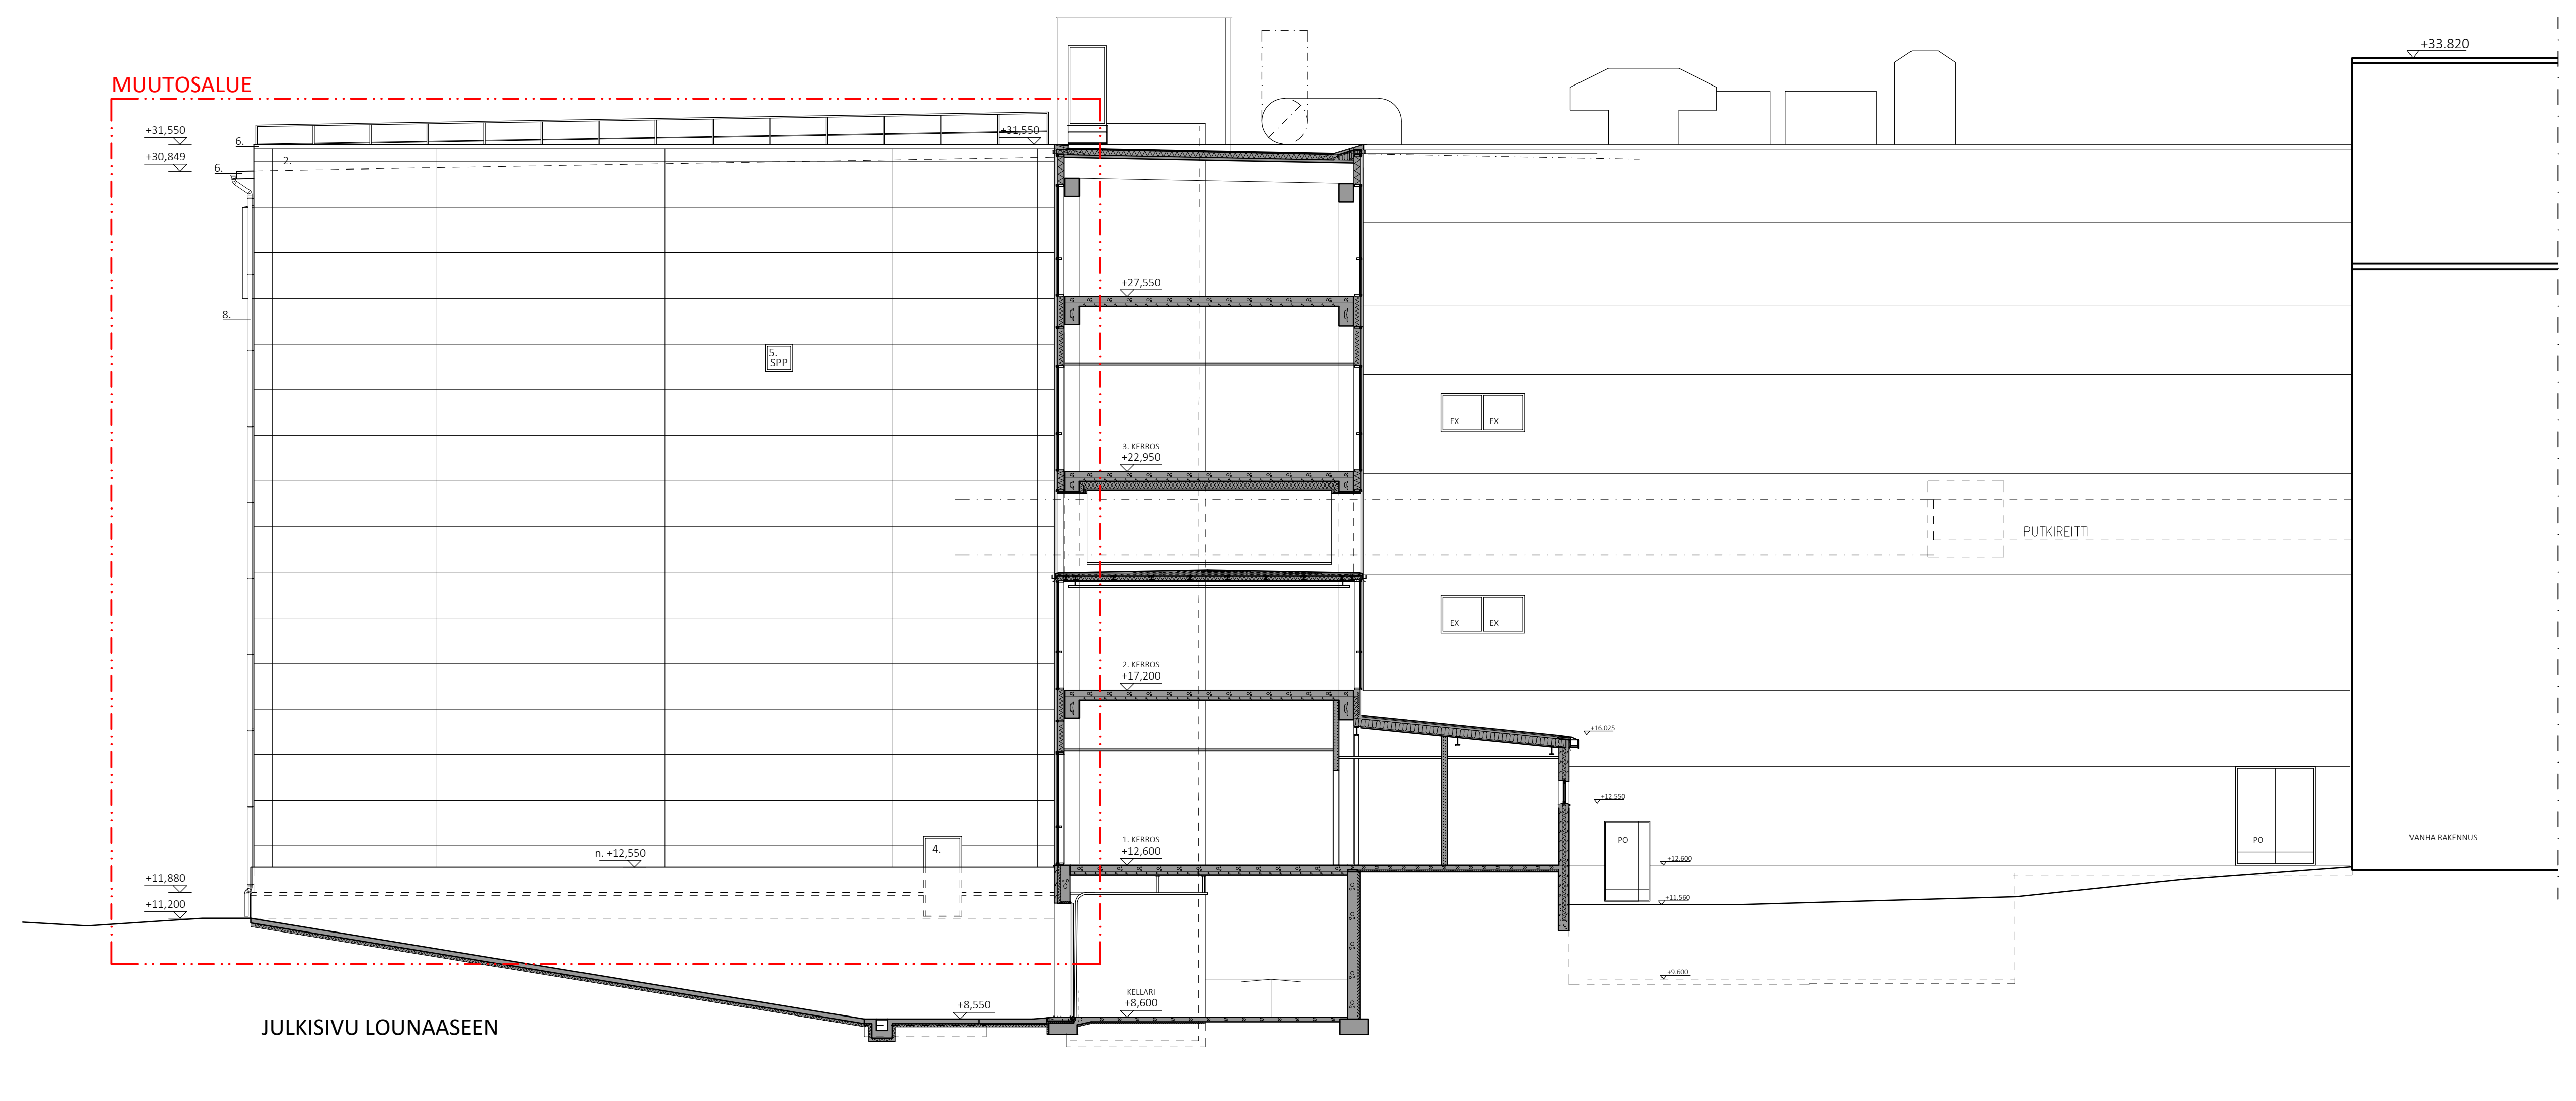 +33.820
MUUTOSALUE
+31,550
+31,550
6.
+30,849
2.
6.
+27,550
8.
5.
SPP
EX EX
3. KERROS
+22,950
PUTKIREITTI
EX EX
2. KERROS
+17,200
+16.025
+12.550
1. KERROS
+12,600
PO
PO
VANHA RAKENNUS
4.
n. +12,550
+12.600
+11,880
+11,200
+11.560
+9.600
KELLARI
+8,600
+8,550
JULKISIVU LOUNAASEEN